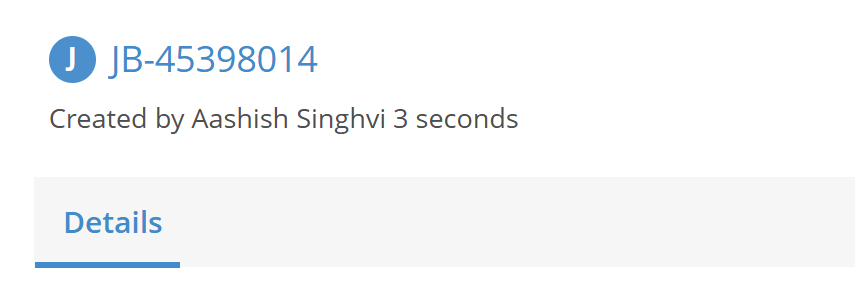 J JB-45398014
Created by Aashish Singhvi 3 seconds
Details